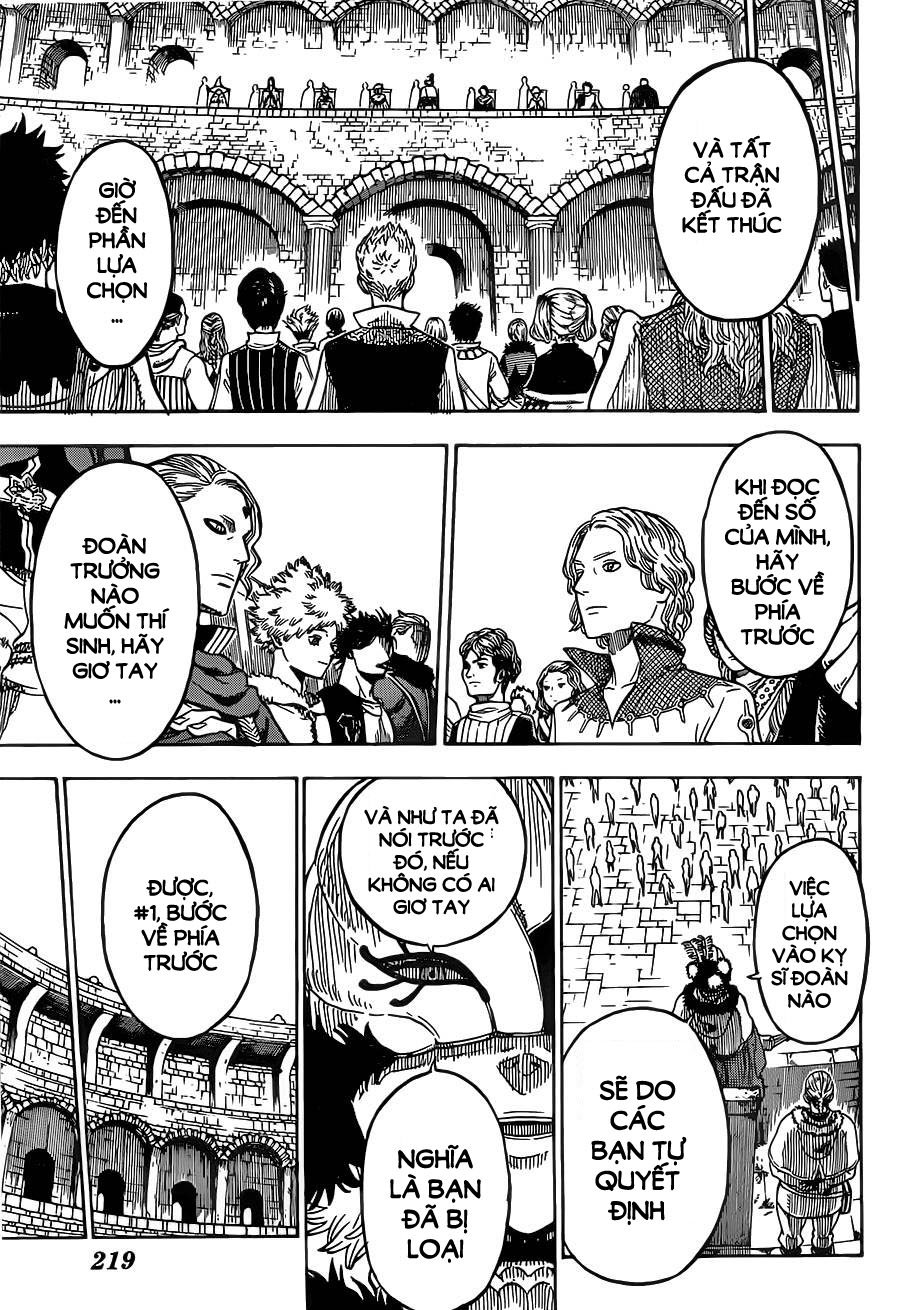 VÀ TẤT
CẢ TRẬN
ĐẤU ĐÃ
KẾT THÚC
GIỜ
ĐẾN
PHẦN
LỰA
CHỌN
...
KHI ĐỌC
ĐẾN SỐ
CỦA MÌNH,
HÃY
BƯỚC VỀ
PHÍA
TRƯỚC
ĐOÀN
TRƯỞNG
NÀO
MUỐN THÍ
SINH, HÃY
GIƠ TAY
...
VIỆC
LỰA
CHỌN
VÀO KỴ
SĨ ĐOÀN
NÀO
SẼ DO
CÁC
BẠN TỰ
QUYẾT
ĐỊNH
VÀ NHƯ TA ĐÃ
NÓI TRƯỚC
ĐÓ, NẾU
KHÔNG CÓ AI
GIƠ TAY
NGHĨA
LÀ BẠN
ĐÃ BỊ
LOẠI
ĐƯỢC,
#1, BƯỚC
VỀ PHÍA
TRƯỚC
219